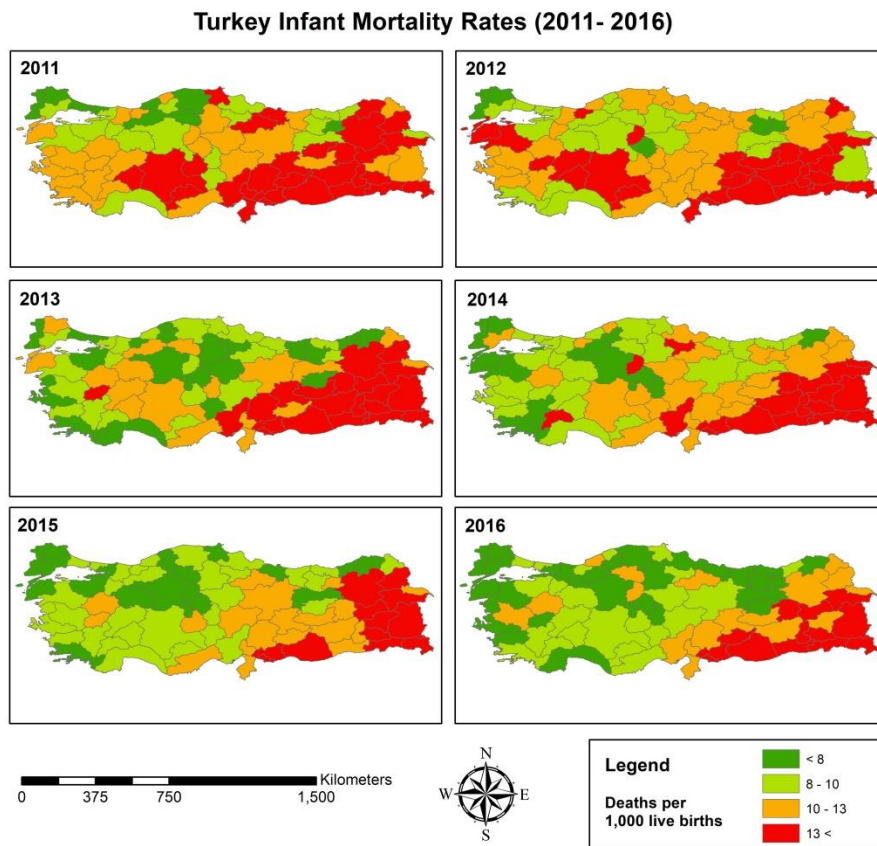 Turkey Infant Mortality Rates (2011- 2016)
2011
2012
2013
2014
2015
2016
Kilometers
0 375 750 1,500
N
W E
S
Legend
Deaths per
1,000 live births
< 8
8 - 10
10 - 13
13 <